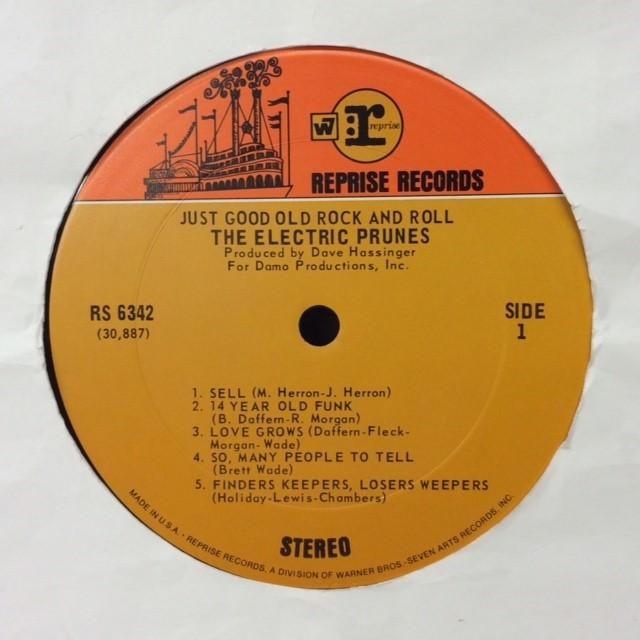 W7 r: reprise
REPRISE RECORDS
JUST GOOD OLD ROCK AND ROLL
THE ELECTRIC PRUNES
Produced by Dave Hassinger
For Damo Productions, Inc.
RS 6342
(30,887)
SIDE
1
1. SELL (M. Herron-J. Herron)
2. 14 YEAR OLD FUNK
(B. Daffern-R. Morgan)
3. LOVE GROWS (Daffern-Fleck-
Morgan-Wade)
4. SO, MANY PEOPLE TO TELL
(Brett Wade)
5. FINDERS KEEPERS, LOSERS WEEPERS
(Holiday-Lewis-Chambers)
STEREO
MADE IN U.S.A. • REPRISE RECORDS, A DIVISION OF WARNER BROS.-SEVEN ARTS RECORDS, INC.